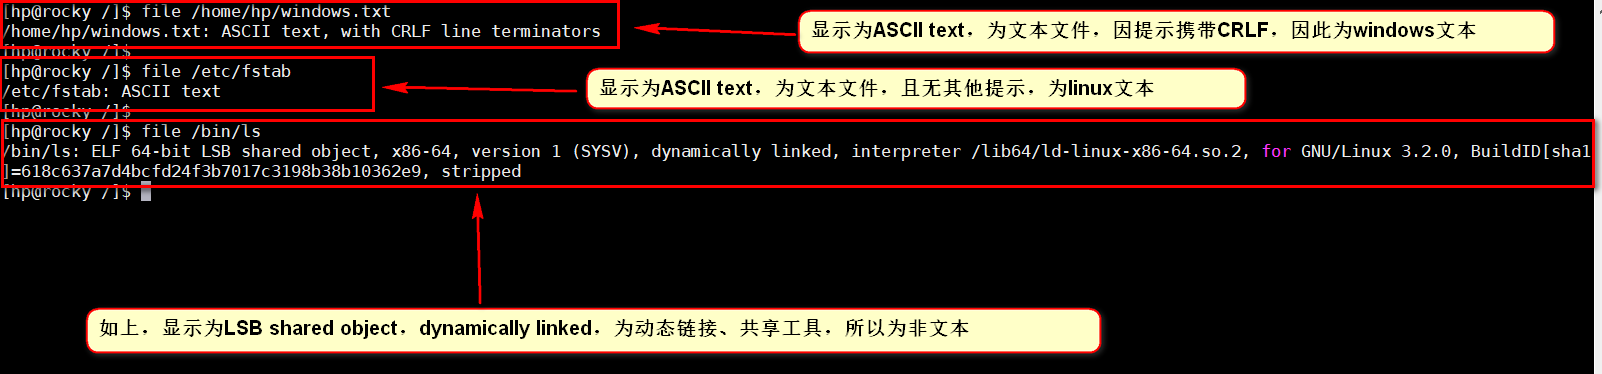 [hp@rocky /]$ file /home/hp/windows.txt
/home/hp/windows.txt: ASCII text, with CRLF line terminators
显示为ASCII text，为文本文件，因提示携带CRLF，因此为windows文本
[hp@rocky /]$
[hp@rocky /]$ file /etc/fstab
/etc/fstab: ASCII text
显示为ASCII text，为文本文件，且无其他提示，为linux文本
[hp@rocky /]$
[hp@rocky /]$ file /bin/ls
/bin/ls: ELF 64-bit LSB shared object, x86-64, version 1 (SYSV), dynamically linked, interpreter /lib64/ld-linux-x86-64.so.2, for GNU/Linux 3.2.0, BuildID[sha1
]=618c637a7d4bcfd24f3b7017c3198b38b10362e9, stripped
[hp@rocky /]$
如上，显示为LSB shared object，dynamically linked，为动态链接、共享工具，所以为非文本